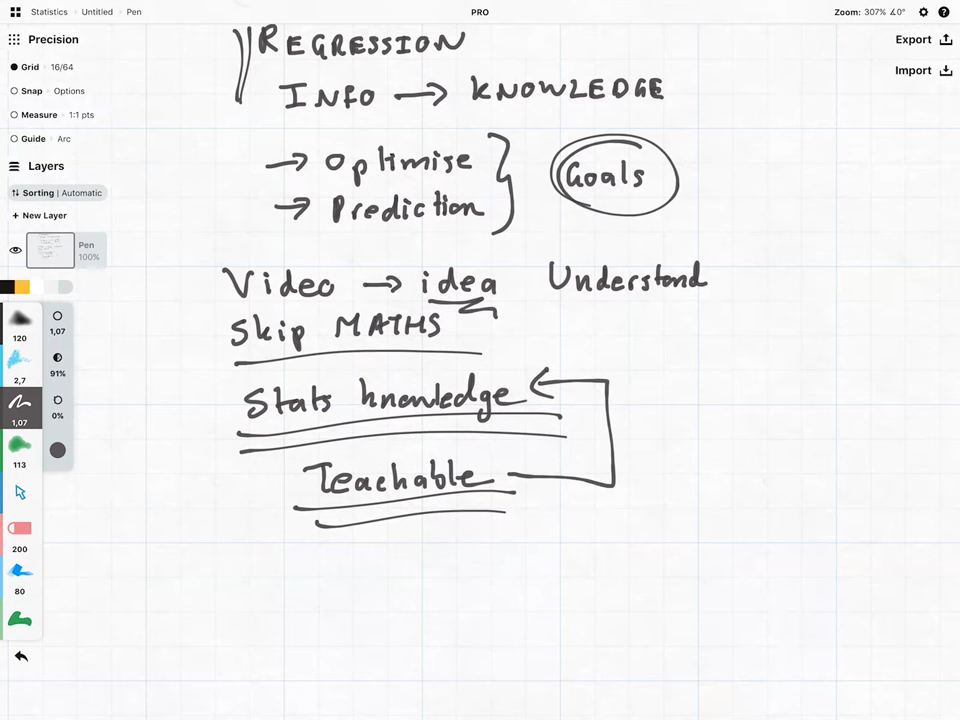 Statistics Untitled Pen
PRO
Zoom: 307% ∡0°
Precision
Export
Import
Grid 16/64
Snap Options
Measure 1:1 pts
Guide Arc
Layers
Sorting | Automatic
+ New Layer
Pen
100%
120
2,7
1,07
113
200
80
1,07
91%
0%
REGRESSION
INFO → KNOWLEDGE
→ Optimise
→ Prediction
Goals
Video → idea Understand
Skip MATHS
Stats knowledge
Teachable